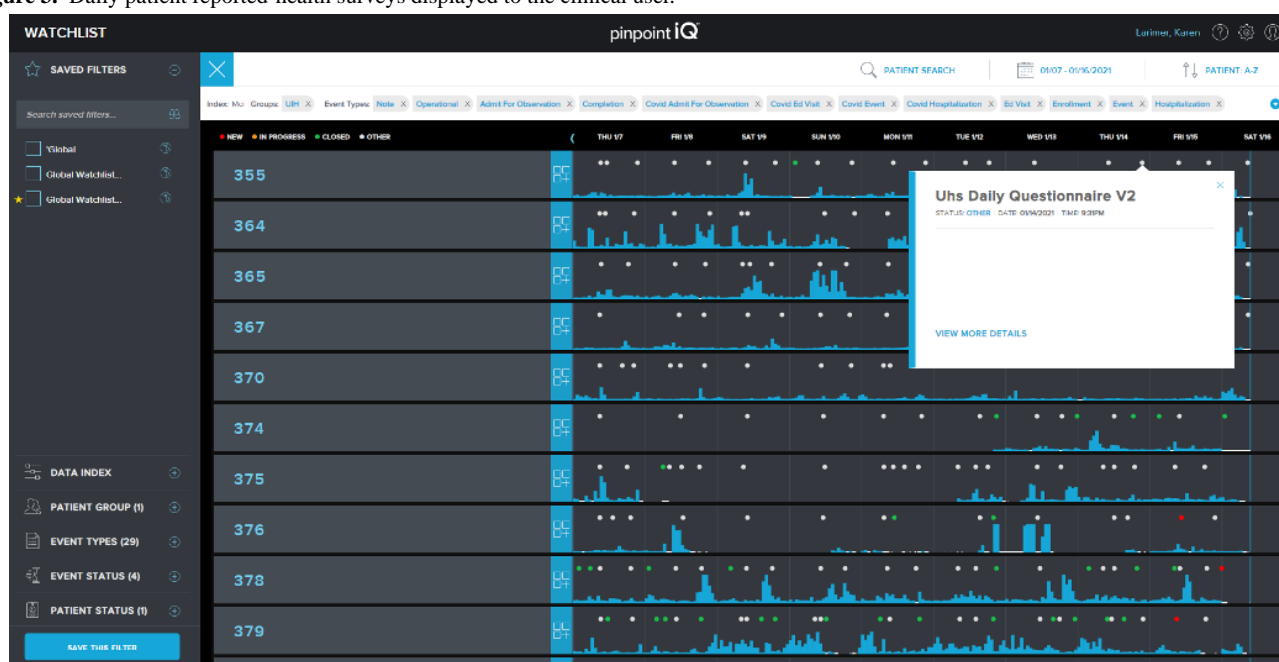 gure 3. Daily patient reported-health surveys displayed to the clinical user.
WATCHLIST
pinpoint iQ
Larimer, Karen
SAVED FILTERS
PATIENT SEARCH
01/07 - 01/16/2021
PATIENT: A-Z
Search saved filters...
Index: Mu Groups: UIH X Event Types: Note X Operational X Admit For Observation X Completion X Covid Admit For Observation X Covid Ed Visit X Covid Event X Covid Hospitalization X Ed Visit X Enrollment X Event X Hospitalization X
NEW IN PROGRESS CLOSED OTHER
THU 1/7 FRI 1/8 SAT 1/9 SUN 1/10 MON 1/11 TUE 1/12 WED 1/13 THU 1/14 FRI 1/15 SAT 1/16
'Global
Global Watchlist...
Global Watchlist...
355
364
365
367
370
374
375
376
378
379
Uhs Daily Questionnaire V2
STATUS: OTHER DATE: 01/14/2021 TIME: 9:31PM
VIEW MORE DETAILS
DATA INDEX
PATIENT GROUP (1)
EVENT TYPES (29)
EVENT STATUS (4)
PATIENT STATUS (1)
SAVE THIS FILTER